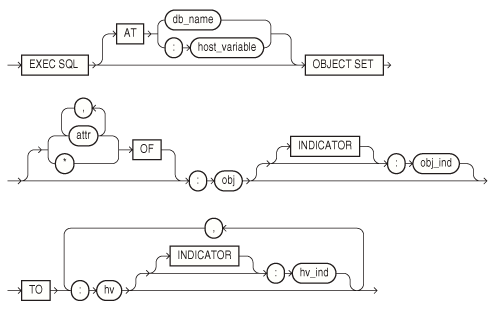 AT db_name
: host_variable
EXEC SQL OBJECT SET
,
attr
* OF
INDICATOR
: obj : obj_ind
,
INDICATOR
TO : hv : hv_ind